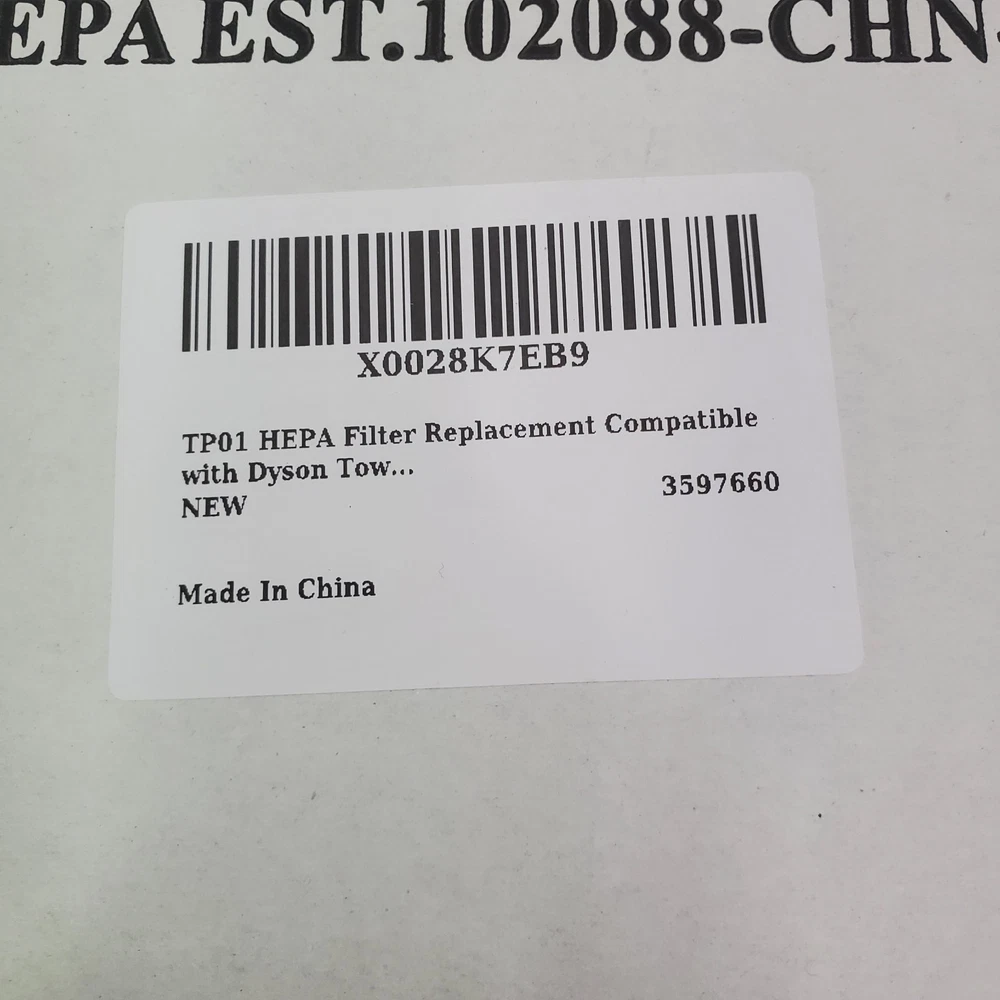 EPA EST.102088-CHN-
X0028K7EB9
TP01 HEPA Filter Replacement Compatible
with Dyson Tow...
NEW
3597660
Made In China